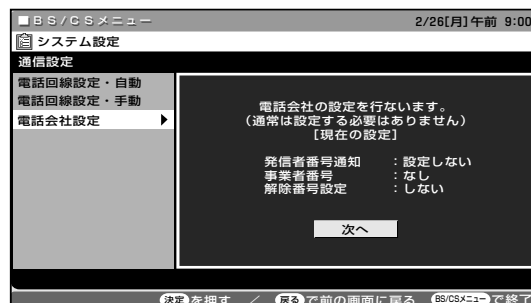 ■BS/CSメニュー 2/26[月]午前 9:00
システム設定
通信設定
電話回線設定・自動
電話回線設定・手動
電話会社設定 ▶
電話会社の設定を行ないます。
(通常は設定する必要はありません)
[現在の設定]
発信者番号通知 :設定しない
事業者番号 :なし
解除番号設定 :しない
次へ
決定を押す / 戻るで前の画面に戻る BS/CSメニューで終了